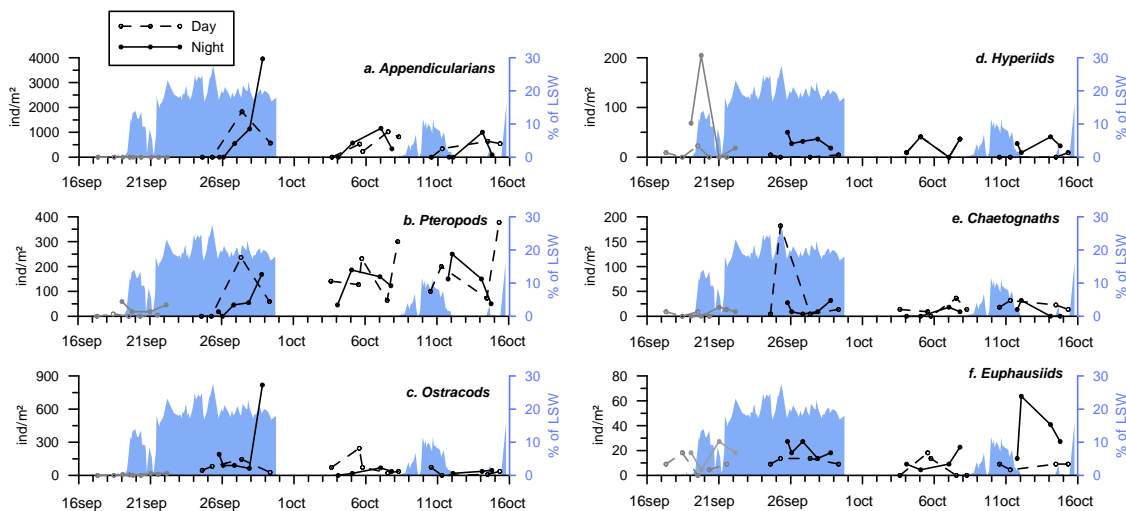 Day
Night
a. Appendicularians
ind/m²
4000
3000
2000
1000
0
30
20
10
0
% of LSW
16sep 21sep 26sep 1oct 6oct 11oct 16oct
d. Hyperiids
ind/m²
200
100
0
30
20
10
0
% of LSW
16sep 21sep 26sep 1oct 6oct 11oct 16oct
b. Pteropods
ind/m²
400
300
200
100
0
30
20
10
0
% of LSW
16sep 21sep 26sep 1oct 6oct 11oct 16oct
e. Chaetognaths
ind/m²
200
150
100
50
0
30
20
10
0
% of LSW
16sep 21sep 26sep 1oct 6oct 11oct 16oct
c. Ostracods
ind/m²
900
600
300
0
30
20
10
0
% of LSW
16sep 21sep 26sep 1oct 6oct 11oct 16oct
f. Euphausiids
ind/m²
80
60
40
20
0
30
20
10
0
% of LSW
16sep 21sep 26sep 1oct 6oct 11oct 16oct